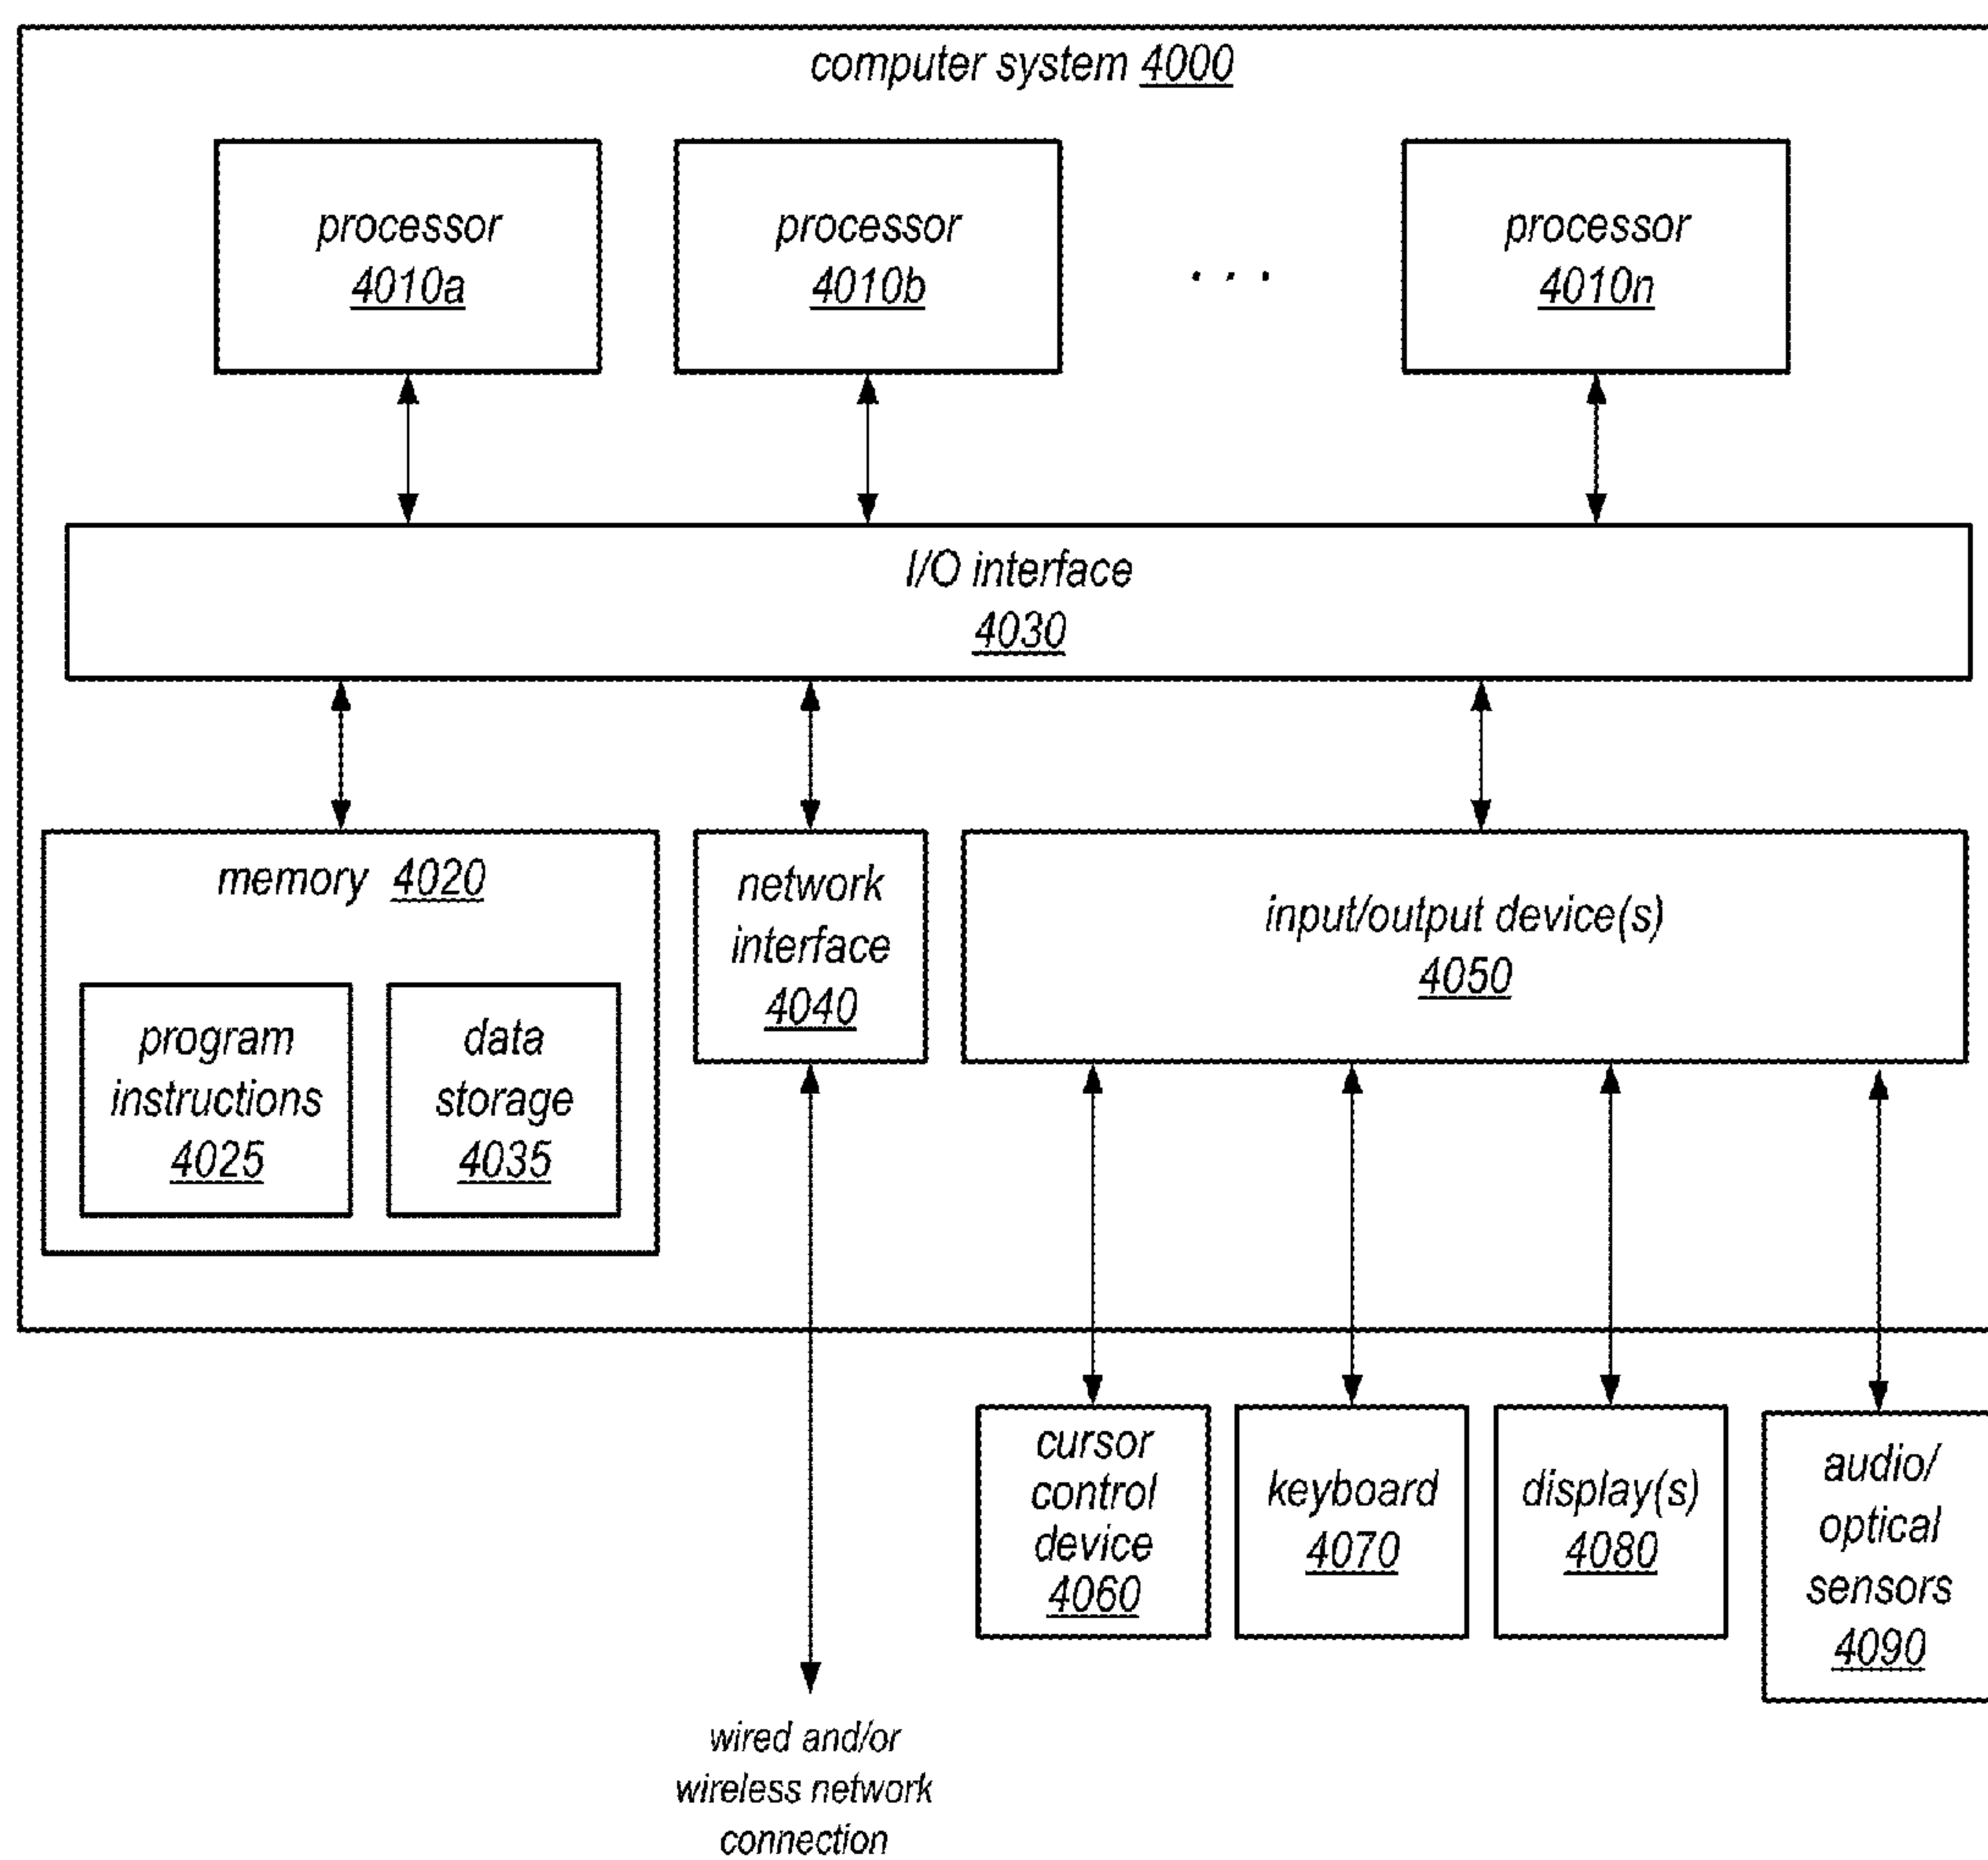 computer system 4000
processor
4010a
processor
4010b
. . .
processor
4010n
I/O interface
4030
memory 4020
program
instructions
4025
data
storage
4035
network
interface
4040
input/output device(s)
4050
cursor
control
device
4060
keyboard
4070
display(s)
4080
audio/
optical
sensors
4090
wired and/or
wireless network
connection